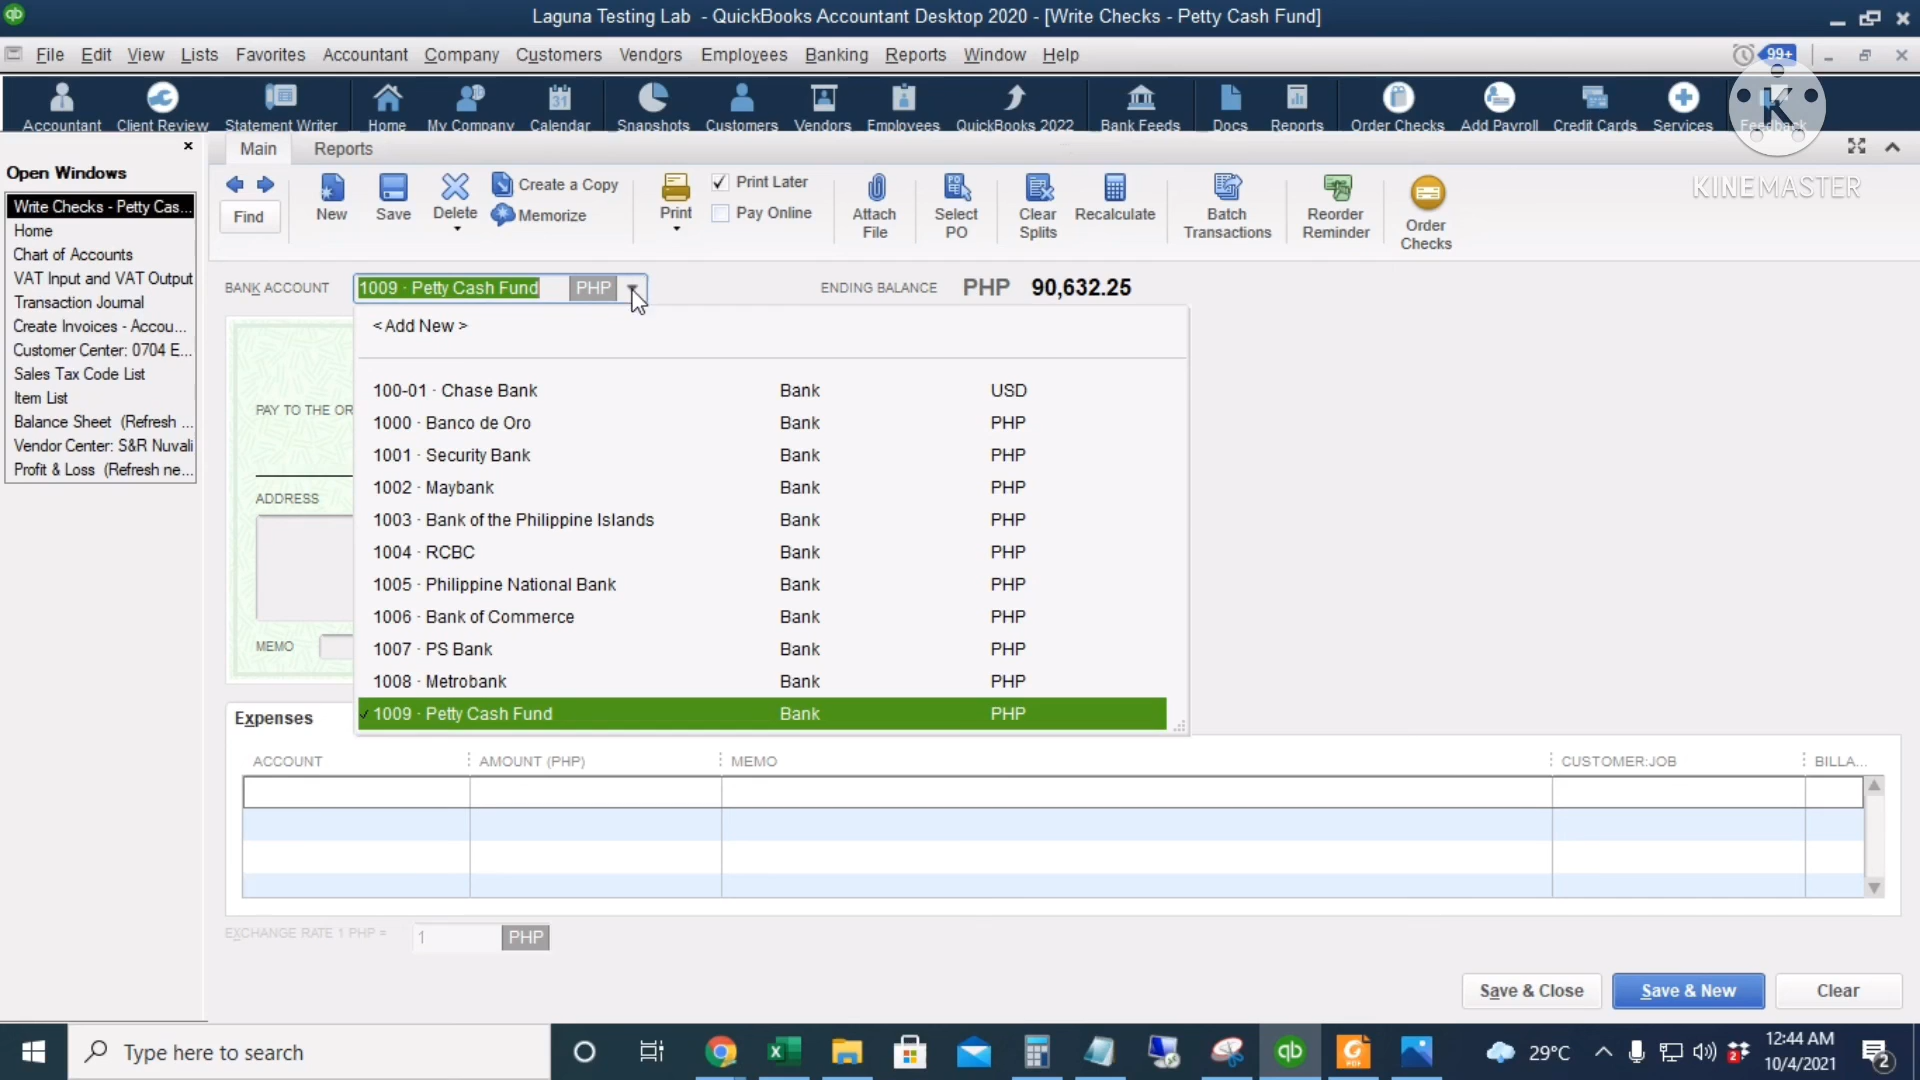 Laguna Testing Lab - QuickBooks Accountant Desktop 2020 - [Write Checks - Petty Cash Fund]
File Edit View Lists Favorites Accountant Company Customers Vendors Employees Banking Reports Window Help 99+
Accountant Client Review Statement Writer Home My Company Calendar Snapshots Customers Vendors Employees QuickBooks 2022 Bank Feeds Docs Reports Order Checks Add Payroll Credit Cards Services Feedback
KINEMASTER
Open Windows
Write Checks - Petty Cas...
Home
Chart of Accounts
VAT Input and VAT Output
Transaction Journal
Create Invoices - Accou...
Customer Center: 0704 E...
Sales Tax Code List
Item List
Balance Sheet (Refresh ...
Vendor Center: S&R Nuvali
Profit & Loss (Refresh ne...
Main Reports
Find
New
Save
Delete
Create a Copy
Memorize
Print
Print Later
Pay Online
Attach File
Select PO
Clear Splits
Recalculate
Batch Transactions
Reorder Reminder
Order Checks
BANK ACCOUNT 1009 · Petty Cash Fund PHP ENDING BALANCE PHP 90,632.25
< Add New >
100-01 · Chase Bank Bank USD
1000 · Banco de Oro Bank PHP
1001 · Security Bank Bank PHP
1002 · Maybank Bank PHP
1003 · Bank of the Philippine Islands Bank PHP
1004 · RCBC Bank PHP
1005 · Philippine National Bank Bank PHP
1006 · Bank of Commerce Bank PHP
1007 · PS Bank Bank PHP
1008 · Metrobank Bank PHP
1009 · Petty Cash Fund Bank PHP
PAY TO THE OR
ADDRESS
MEMO
Expenses
ACCOUNT AMOUNT (PHP) MEMO CUSTOMER:JOB BILLA...
EXCHANGE RATE 1 PHP = 1 PHP
Save & Close Save & New Clear
Type here to search
29°C
12:44 AM
10/4/2021
2